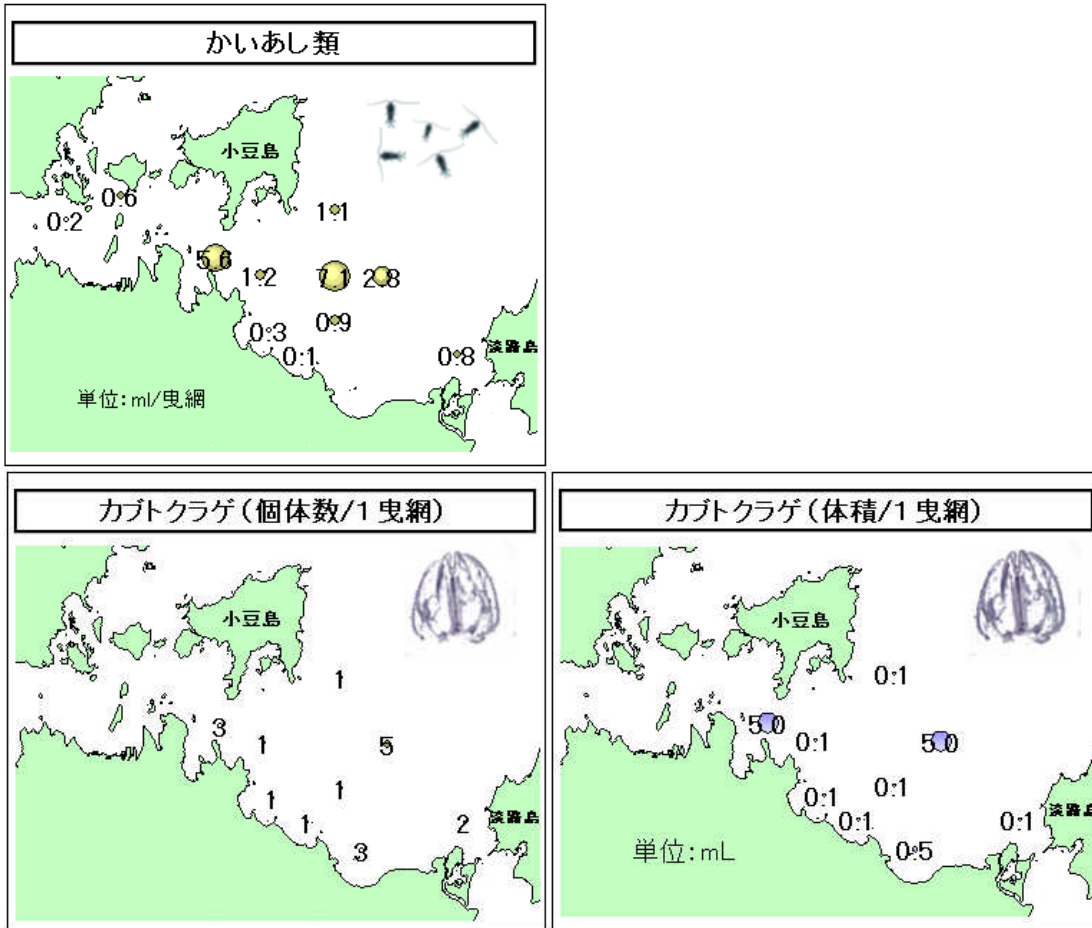 かいあし類
小豆島
0.6
0.2
1.1
5.6
1.2
7.1
2.8
0.3
0.9
0.1
0.8
淡路島
単位:ml/曳網
カブトクラゲ(個体数/1曳網)
小豆島
1
3
1
5
1
1
1
2
淡路島
3
カブトクラゲ(体積/1曳網)
小豆島
0.1
5.0
0.1
5.0
0.1
0.1
0.1
0.1
淡路島
0.5
単位:mL